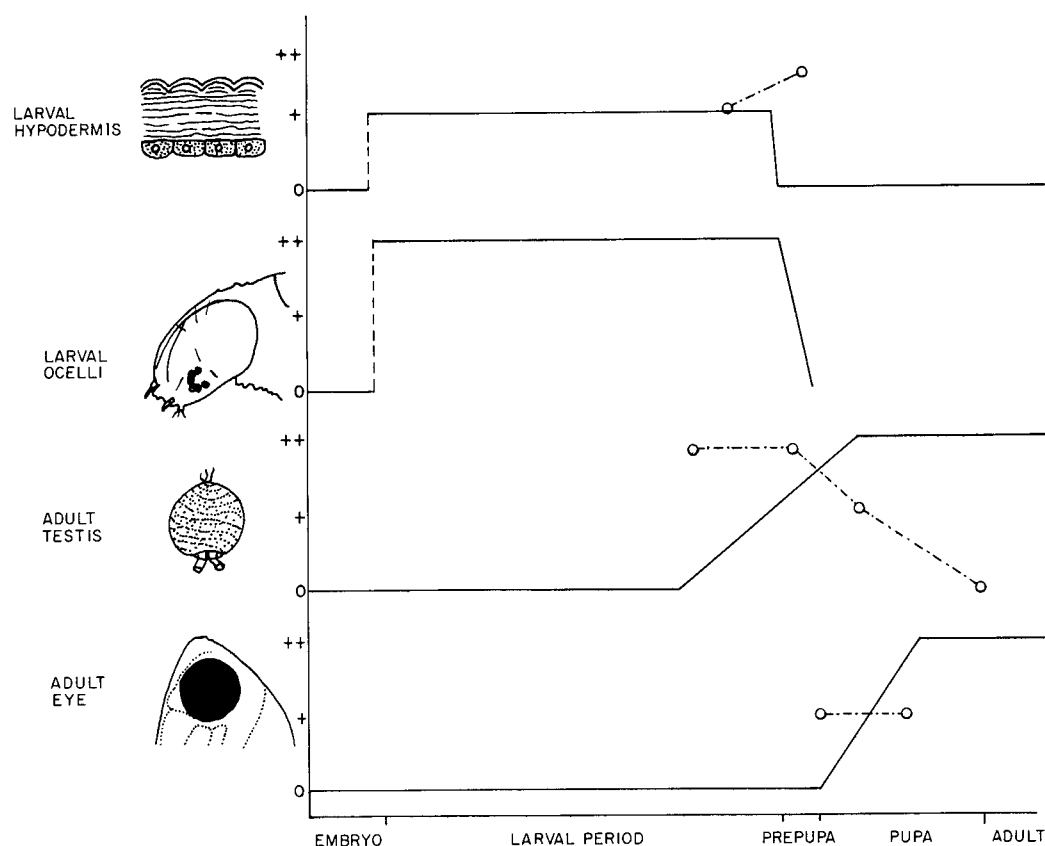 ++
LARVAL
HYPODERMIS
+
0
++
+
LARVAL
OCELLI
0
++
+
ADULT
TESTIS
0
++
ADULT
EYE
+
0
EMBRYO LARVAL PERIOD PREPUPA PUPA ADULT